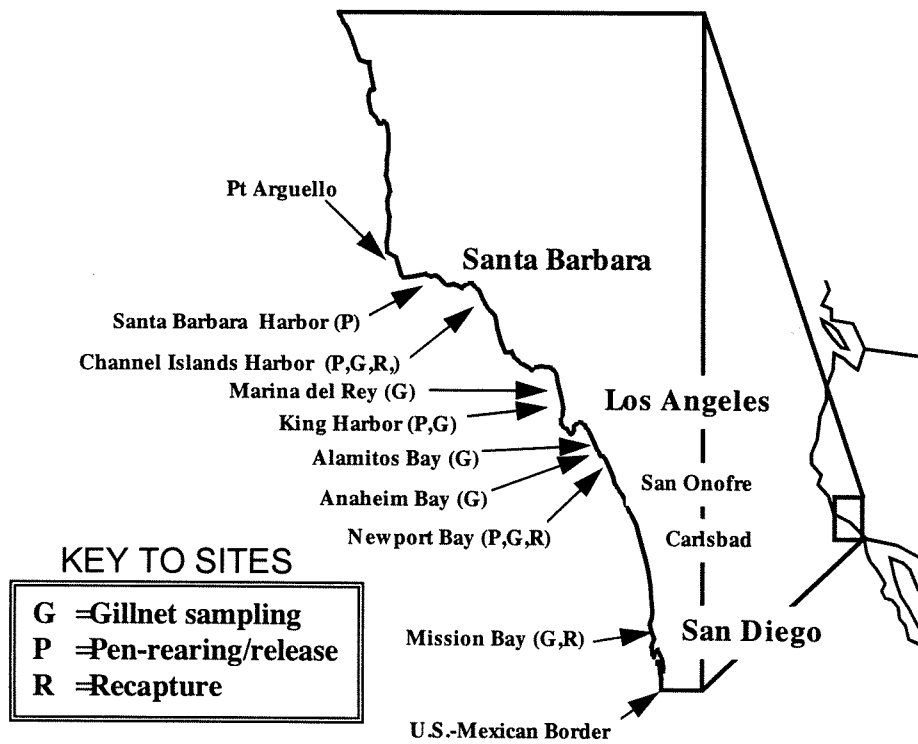 Pt Arguello
Santa Barbara
Santa Barbara Harbor (P)
Channel Islands Harbor (P,G,R,)
Marina del Rey (G)
Los Angeles
King Harbor (P,G)
Alamitos Bay (G)
San Onofre
Anaheim Bay (G)
Newport Bay (P,G,R)
Carlsbad
KEY TO SITES
G =Gillnet sampling
P =Pen-rearing/release
R =Recapture
Mission Bay (G,R)
San Diego
U.S.-Mexican Border